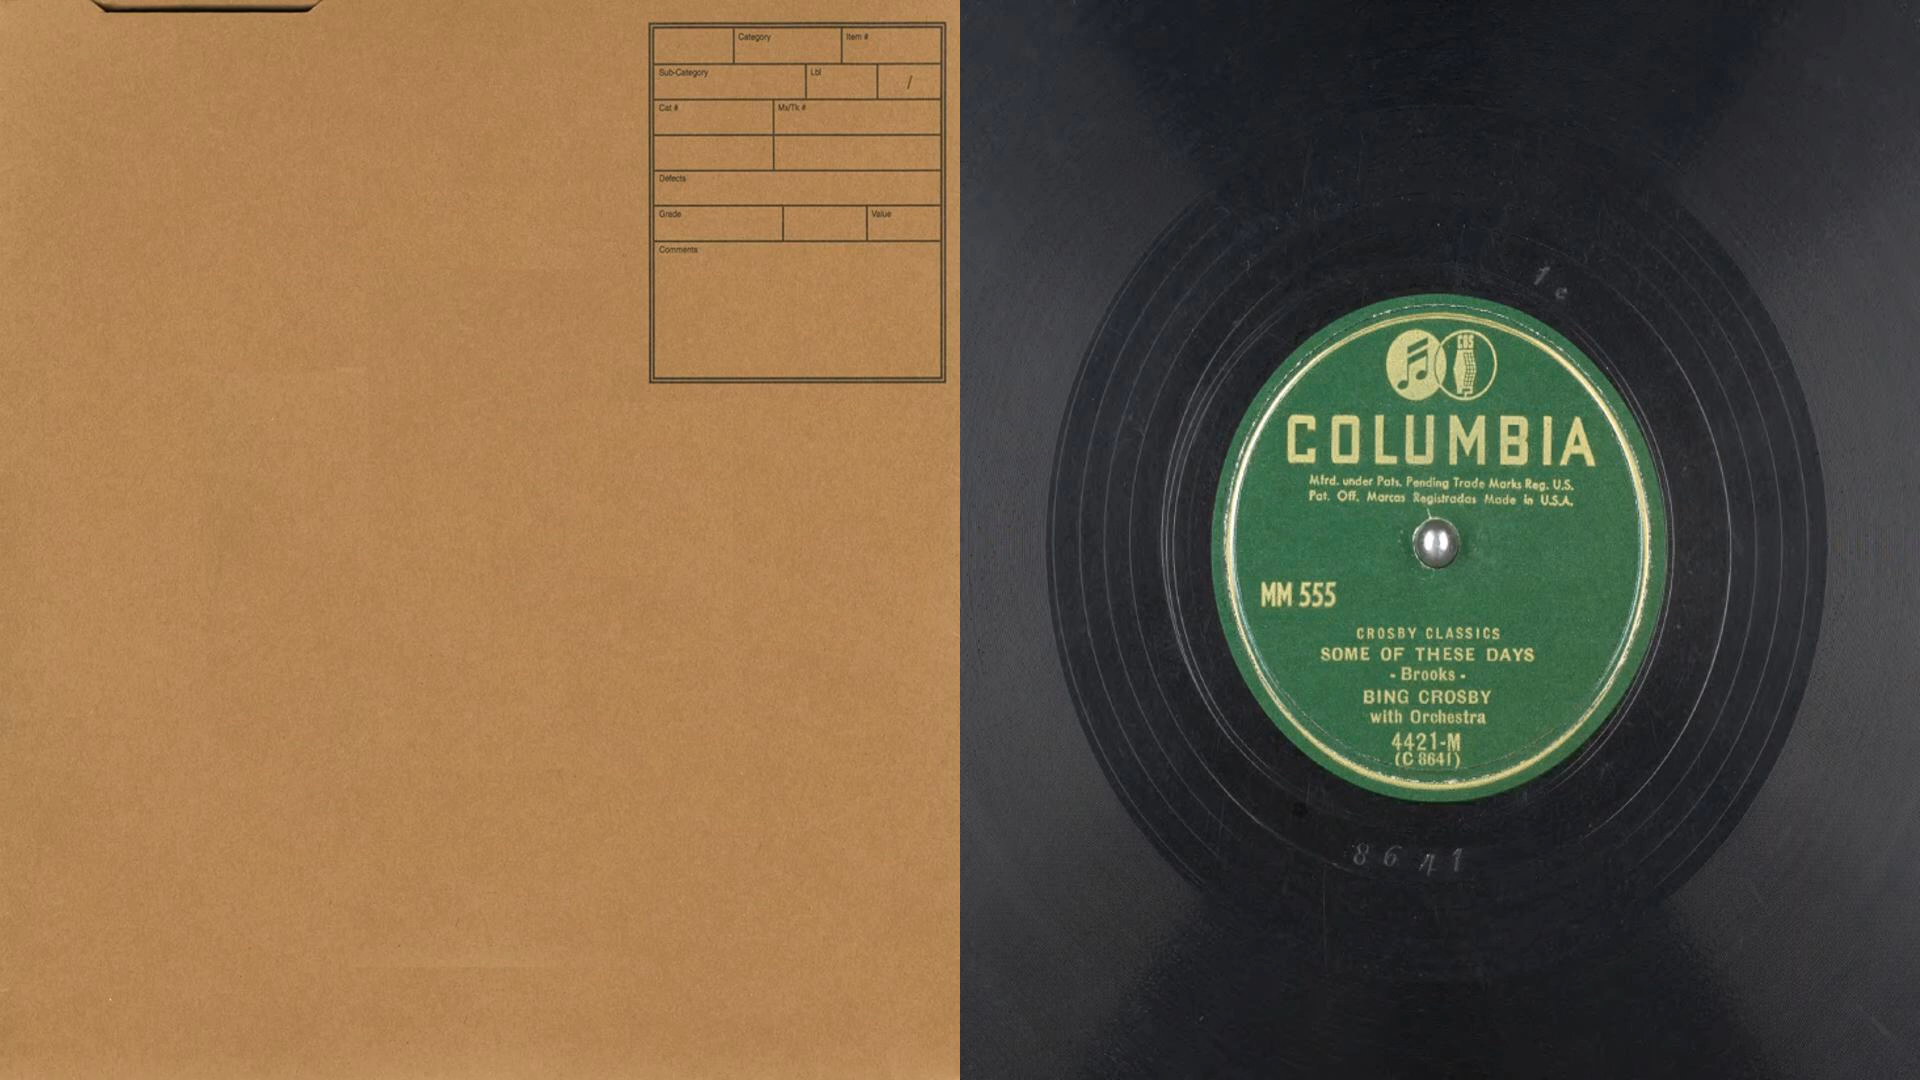 Category Item #
Sub-Category Lbl /
Cat # Mx/Tk #
Defects
Grade Value
Comments
1 c
CBS
COLUMBIA
Mfrd. under Pats. Pending Trade Marks Reg. U.S.
Pat. Off. Marcas Registradas Made in U.S.A.
MM 555
CROSBY CLASSICS
SOME OF THESE DAYS
- Brooks -
BING CROSBY
with Orchestra
4421-M
(C 8641)
8641